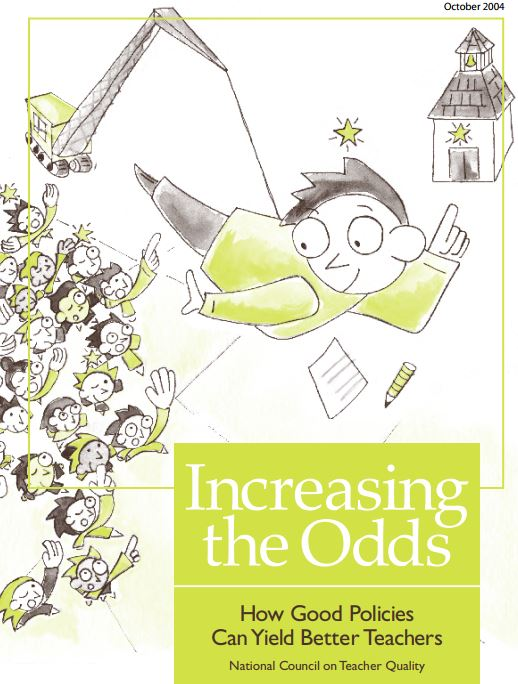 October 2004
Increasing
the Odds
How Good Policies
Can Yield Better Teachers
National Council on Teacher Quality